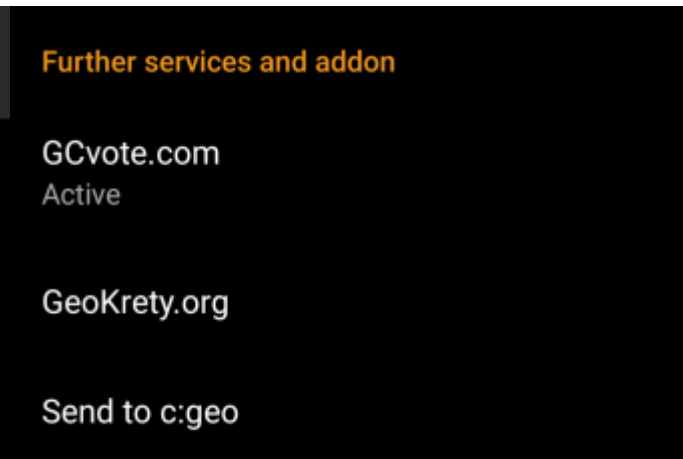 Further services and addon
GCvote.com
Active
GeoKrety.org
Send to c:geo